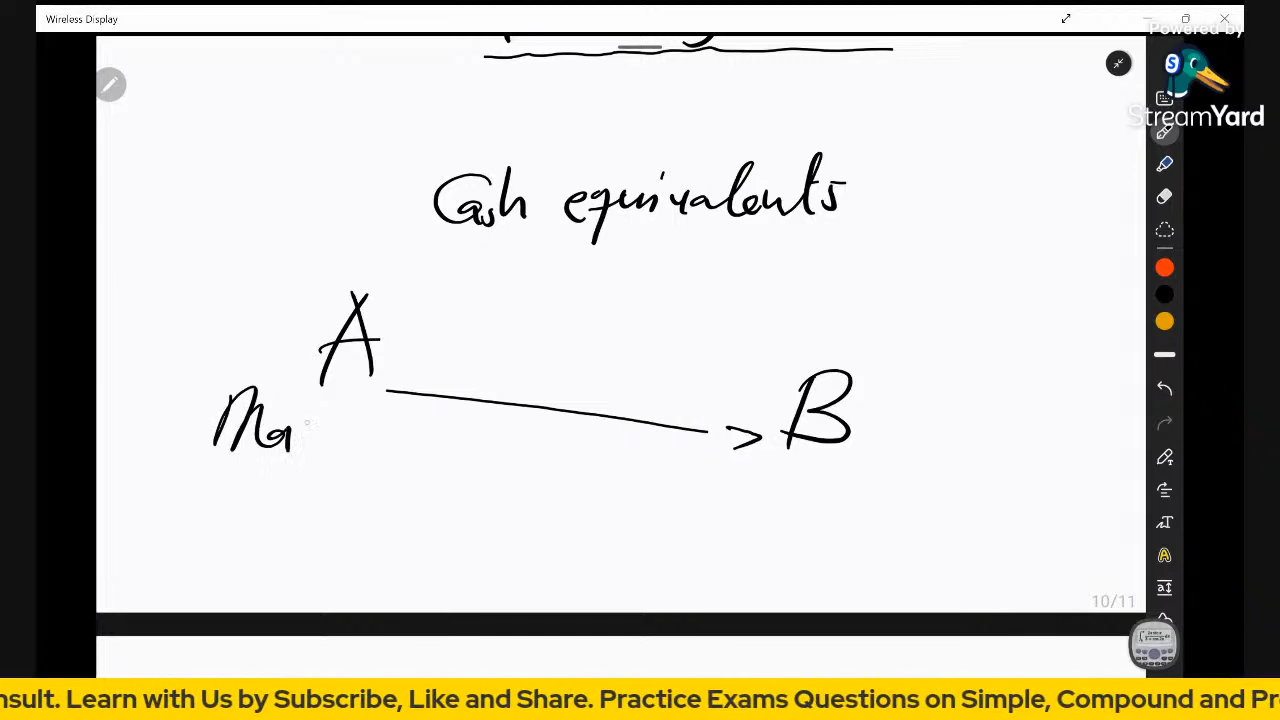 Wireless Display
Powered by
StreamYard
Cash equivalents
A
Ma
B
10/11
nsult. Learn with Us by Subscribe, Like and Share. Practice Exams Questions on Simple, Compound and Pr